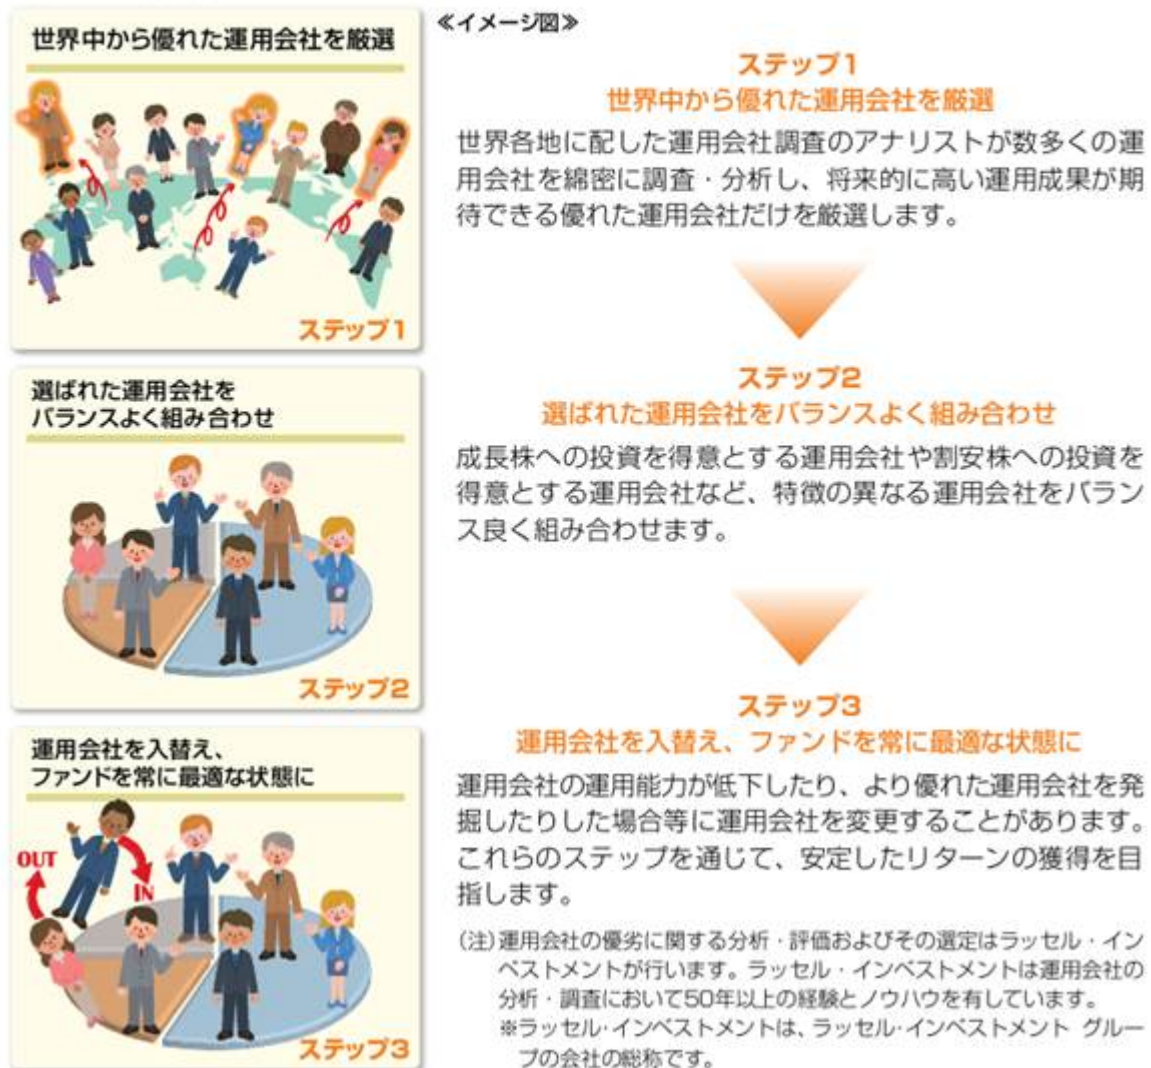 世界中から優れた運用会社を厳選
ステップ1
選ばれた運用会社を
バランスよく組み合わせ
ステップ2
運用会社を入替え、
ファンドを常に最適な状態に
OUT
IN
ステップ3
≪イメージ図≫
ステップ1
世界中から優れた運用会社を厳選
世界各地に配した運用会社調査のアナリストが数多くの運
用会社を綿密に調査・分析し、将来的に高い運用成果が期
待できる優れた運用会社だけを厳選します。
ステップ2
選ばれた運用会社をバランスよく組み合わせ
成長株への投資を得意とする運用会社や割安株への投資を
得意とする運用会社など、特徴の異なる運用会社をバラン
ス良く組み合わせます。
ステップ3
運用会社を入替え、ファンドを常に最適な状態に
運用会社の運用能力が低下したり、より優れた運用会社を発
掘したりした場合等に運用会社を変更することがあります。
これらのステップを通じて、安定したリターンの獲得を目
指します。
(注)運用会社の優劣に関する分析・評価およびその選定はラッセル・イン
ベストメントが行います。ラッセル・インベストメントは運用会社の
分析・調査において50年以上の経験とノウハウを有しています。
※ラッセル・インベストメントは、ラッセル・インベストメント グルー
プの会社の総称です。